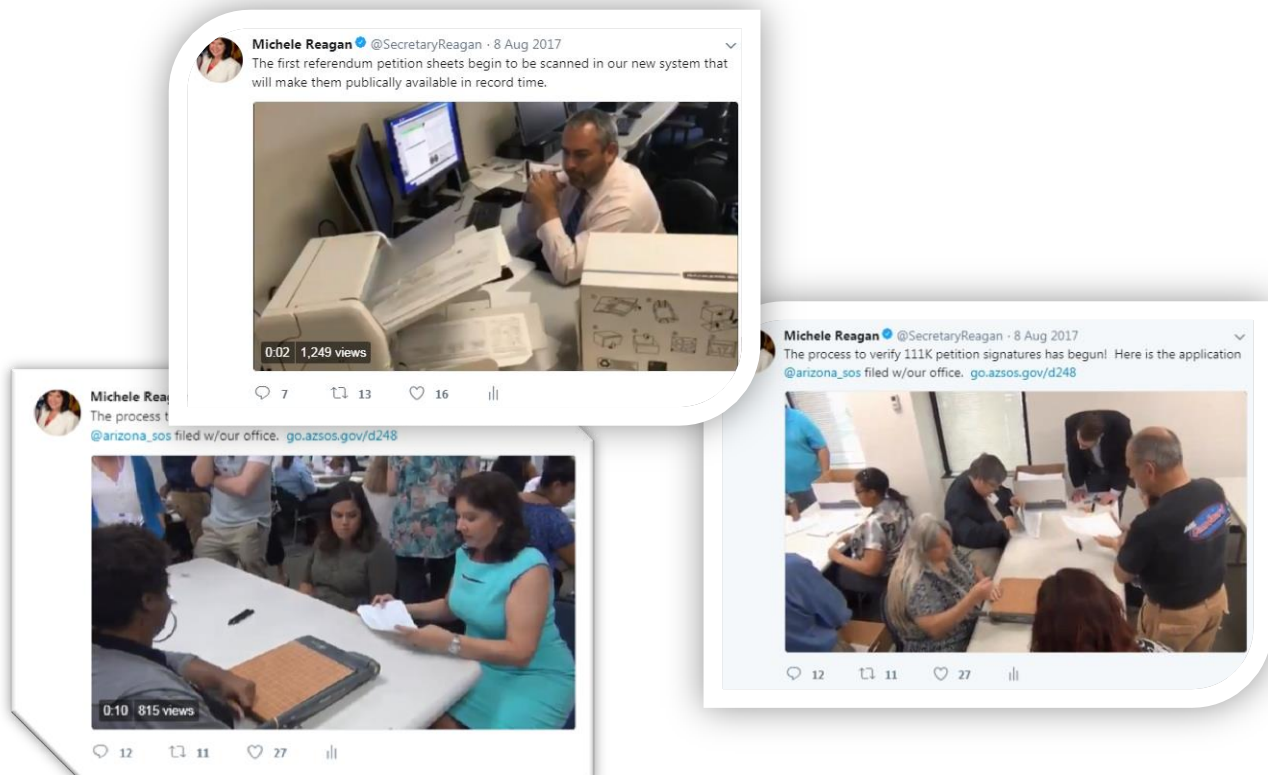 Michele Reagan @SecretaryReagan · 8 Aug 2017
The first referendum petition sheets begin to be scanned in our new system that
will make them publically available in record time.
0:02 1,249 views
7 13 16
Michele Reagan @SecretaryReagan · 8 Aug 2017
The process to verify 111K petition signatures has begun! Here is the application
@arizona_sos filed w/our office. go.azsos.gov/d248
12 11 27
Michele Rea
The process t
@arizona_sos filed w/our office. go.azsos.gov/d248
0:10 815 views
12 11 27